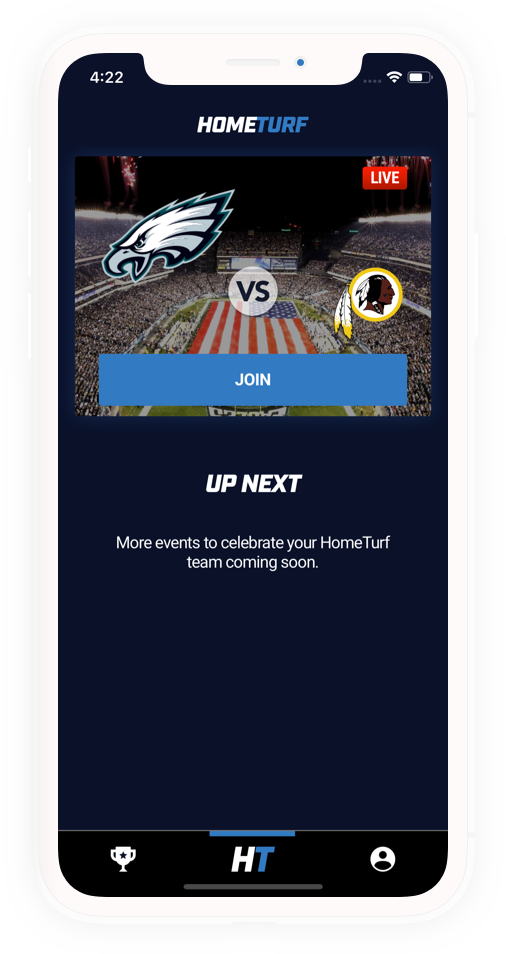 4:22
HOMETURF
LIVE
VS
JOIN
UP NEXT
More events to celebrate your HomeTurf
team coming soon.
HT